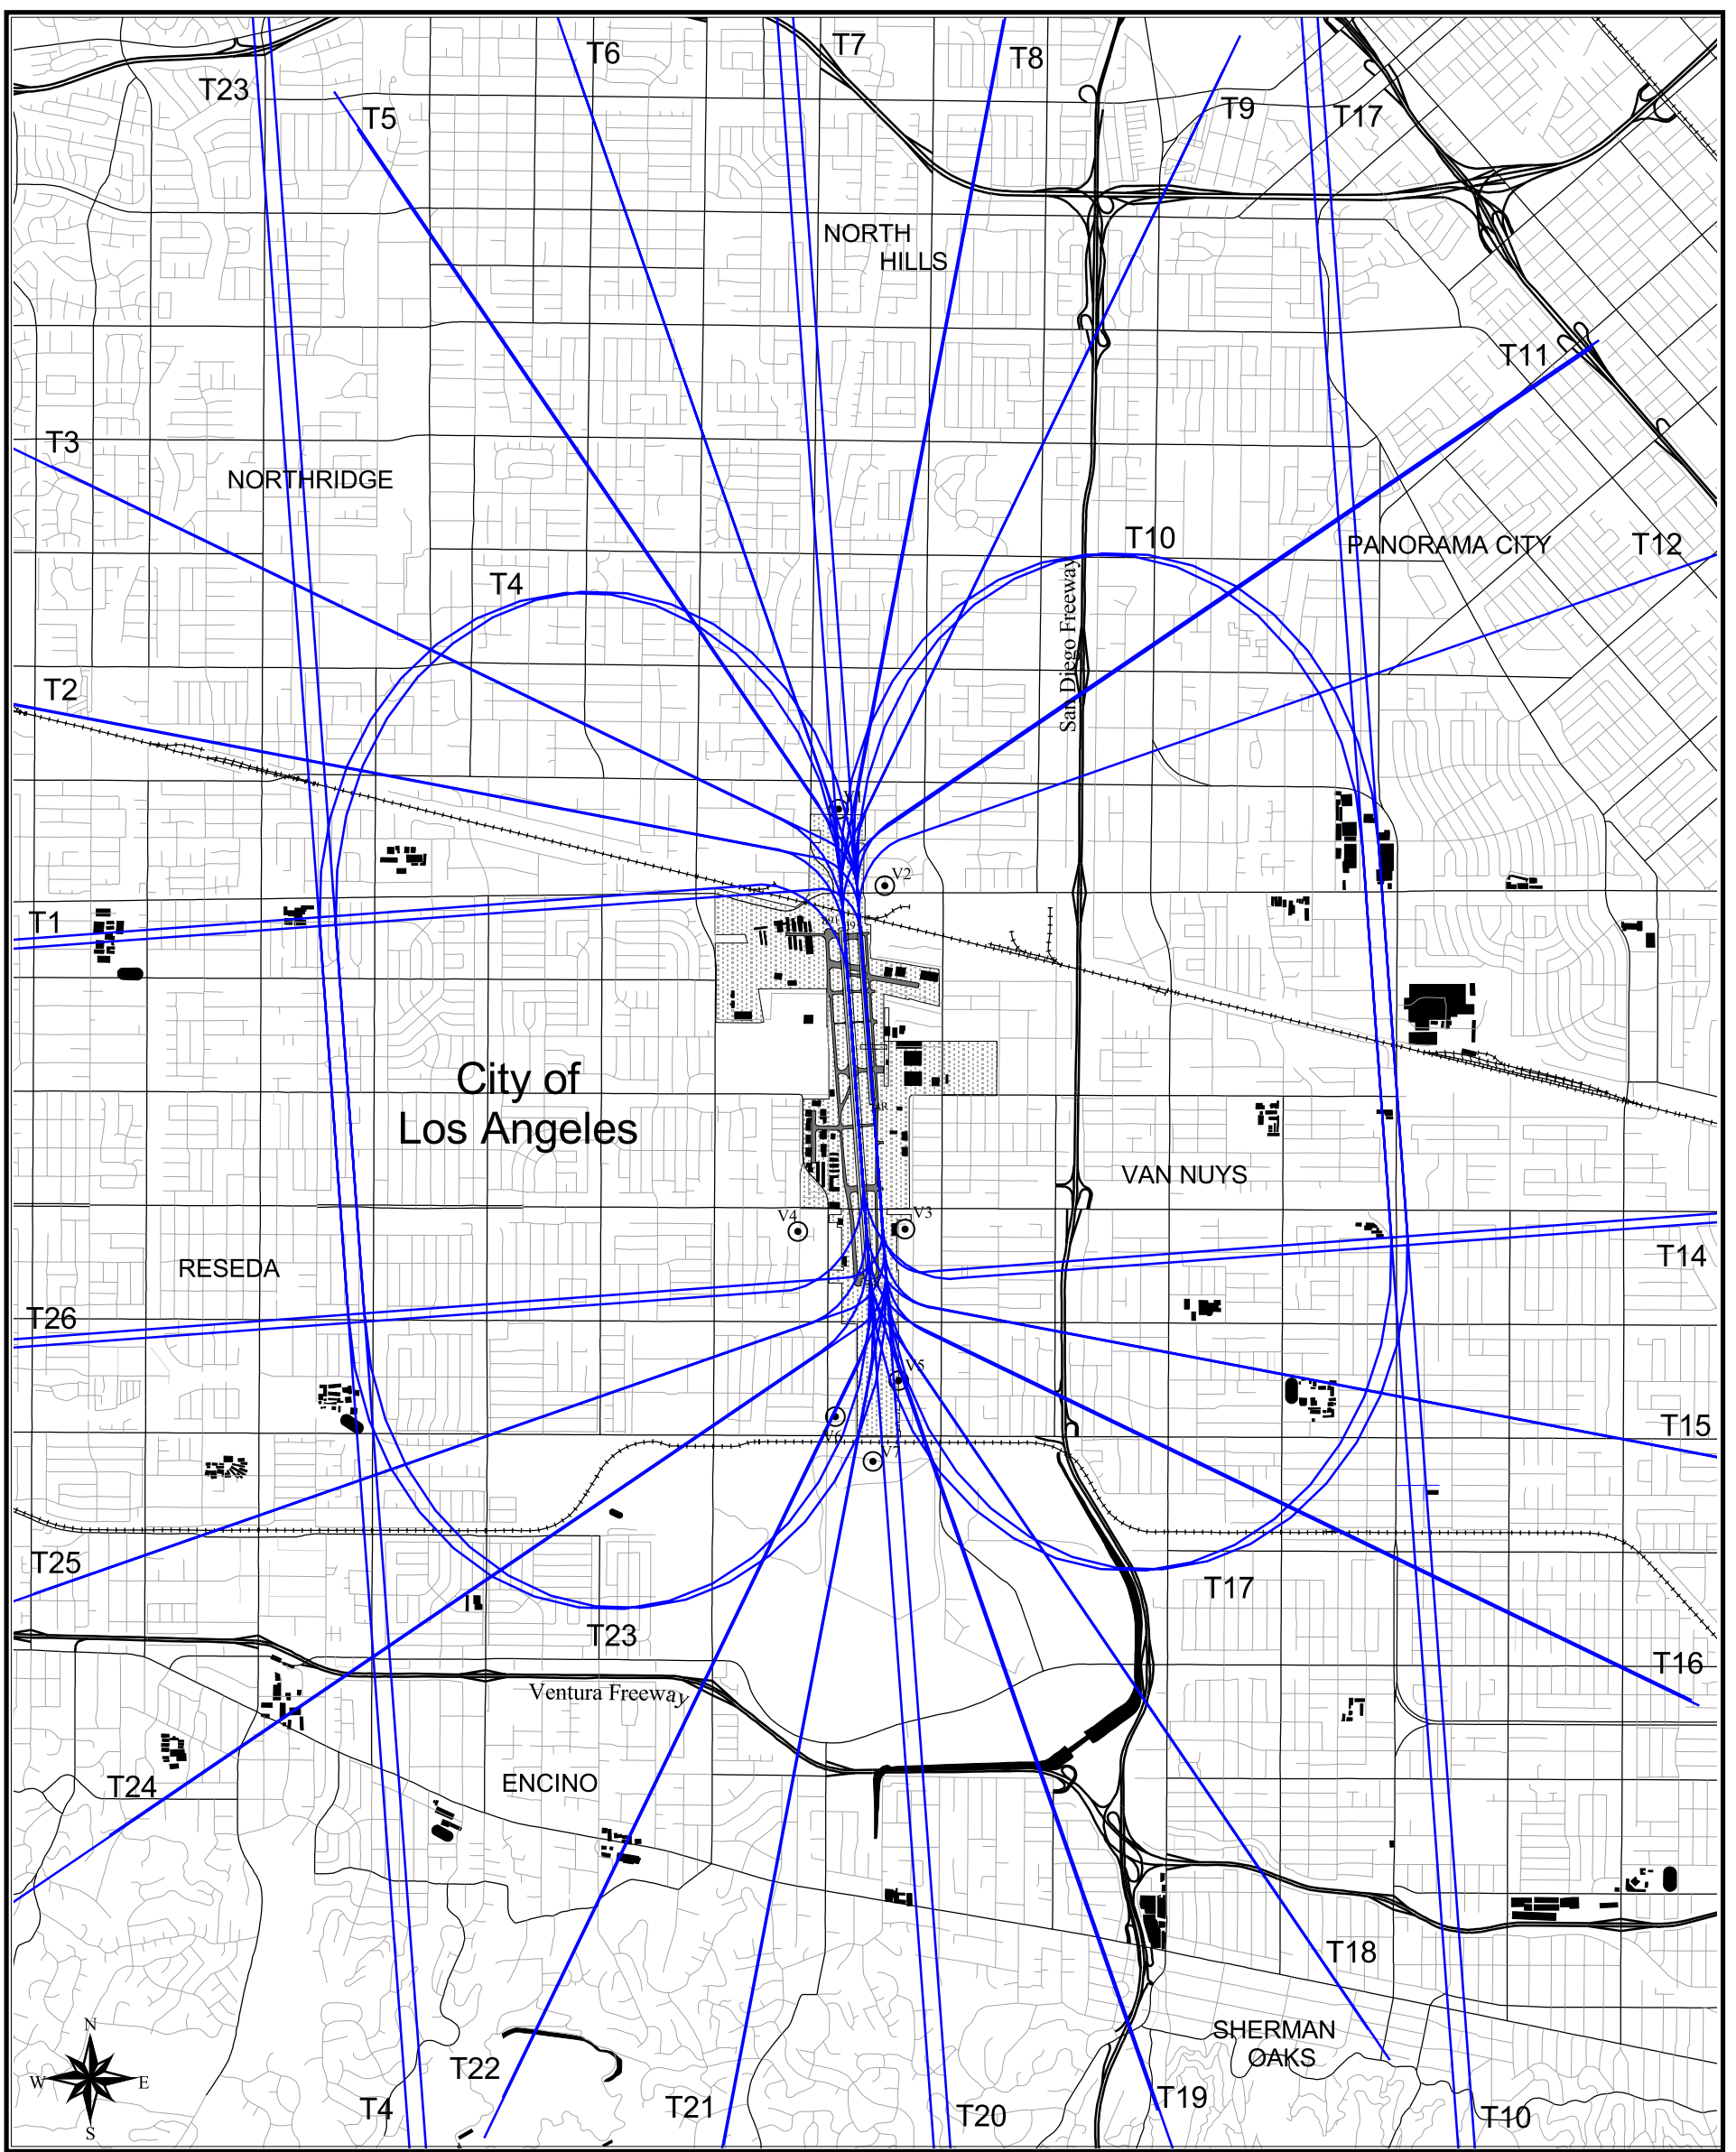 T6
T7
T8
T23
T5
T9
T17
NORTH
HILLS
T11
T3
NORTHRIDGE
T10
PANORAMA CITY
T12
T4
San Diego Freeway
T2
V1
V2
T1
City of
Los Angeles
VAN NUYS
V4
V3
T14
RESEDA
T26
V5
T15
V6
V7
T25
T17
T23
T16
Ventura Freeway
ENCINO
T24
T18
SHERMAN
OAKS
N
W
E
S
T22
T4
T21
T20
T19
T10